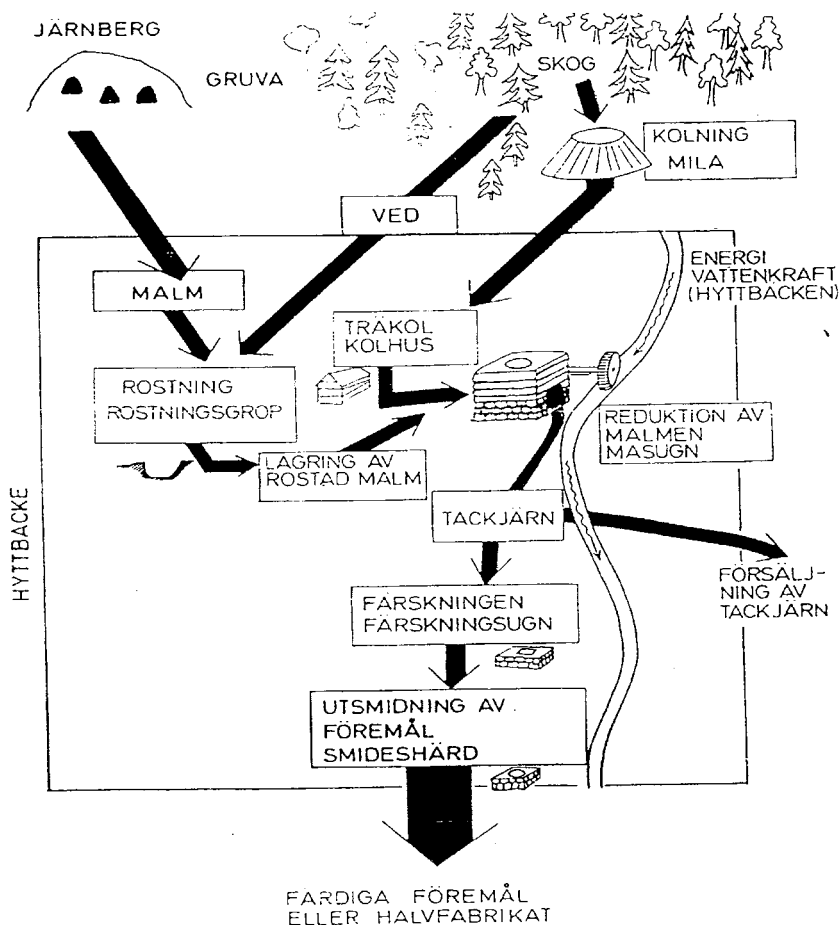 JÄRNBERG
GRUVA
SKOG
KOLNING
MILA
VED
ENERGI
VATTENKRAFT
(HYTTBÄCKEN)
MALM
TRÄKOL
KOLHUS
ROSTNING
ROSTNINGSGROP
REDUKTION AV
MALMEN
MASUGN
LAGRING AV
ROSTAD MALM
TACKJÄRN
HYTTBACKE
FÖRSÄLJ-
NING AV
TACKJÄRN
FÄRSKNINGEN
FÄRSKNINGSUGN
UTSMIDNING AV
FÖREMÅL
SMIDESHÄRD
FÄRDIGA FÖREMÅL
ELLER HALVFABRIKAT